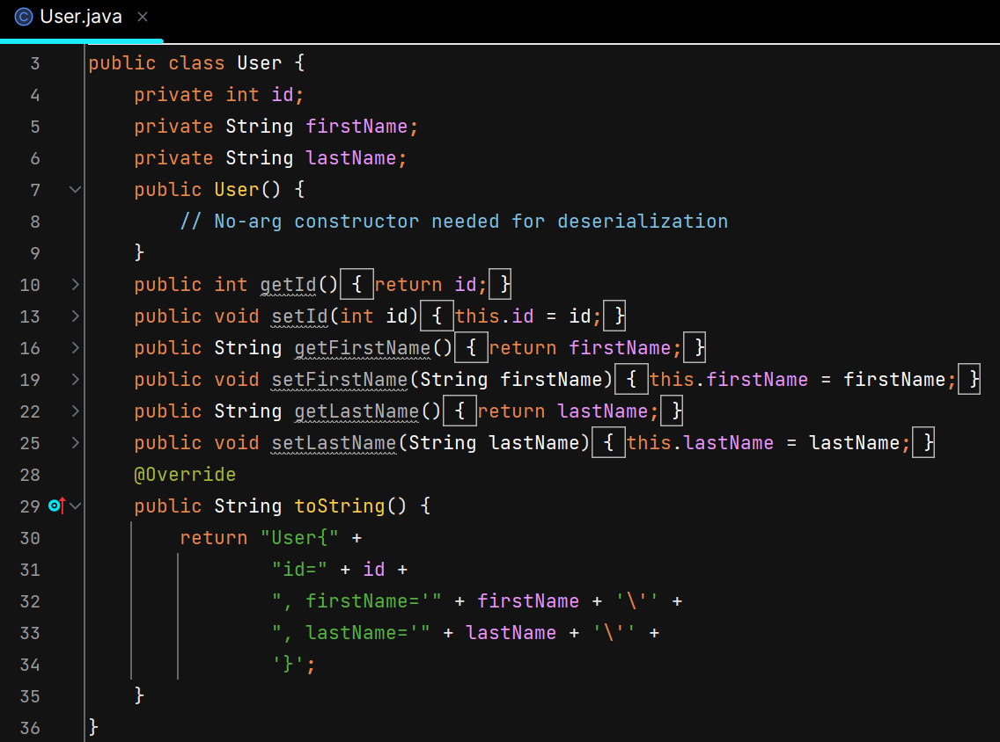 User.java ×
3 public class User {
4 private int id;
5 private String firstName;
6 private String lastName;
7 public User() {
8 // No-arg constructor needed for deserialization
9 }
10 public int getId() { return id; }
13 public void setId(int id) { this.id = id; }
16 public String getFirstName() { return firstName; }
19 public void setFirstName(String firstName) { this.firstName = firstName; }
22 public String getLastName() { return lastName; }
25 public void setLastName(String lastName) { this.lastName = lastName; }
28 @Override
29 public String toString() {
30 return "User{" +
31 "id=" + id +
32 ", firstName='" + firstName + '\'' +
33 ", lastName='" + lastName + '\'' +
34 '}';
35 }
36 }